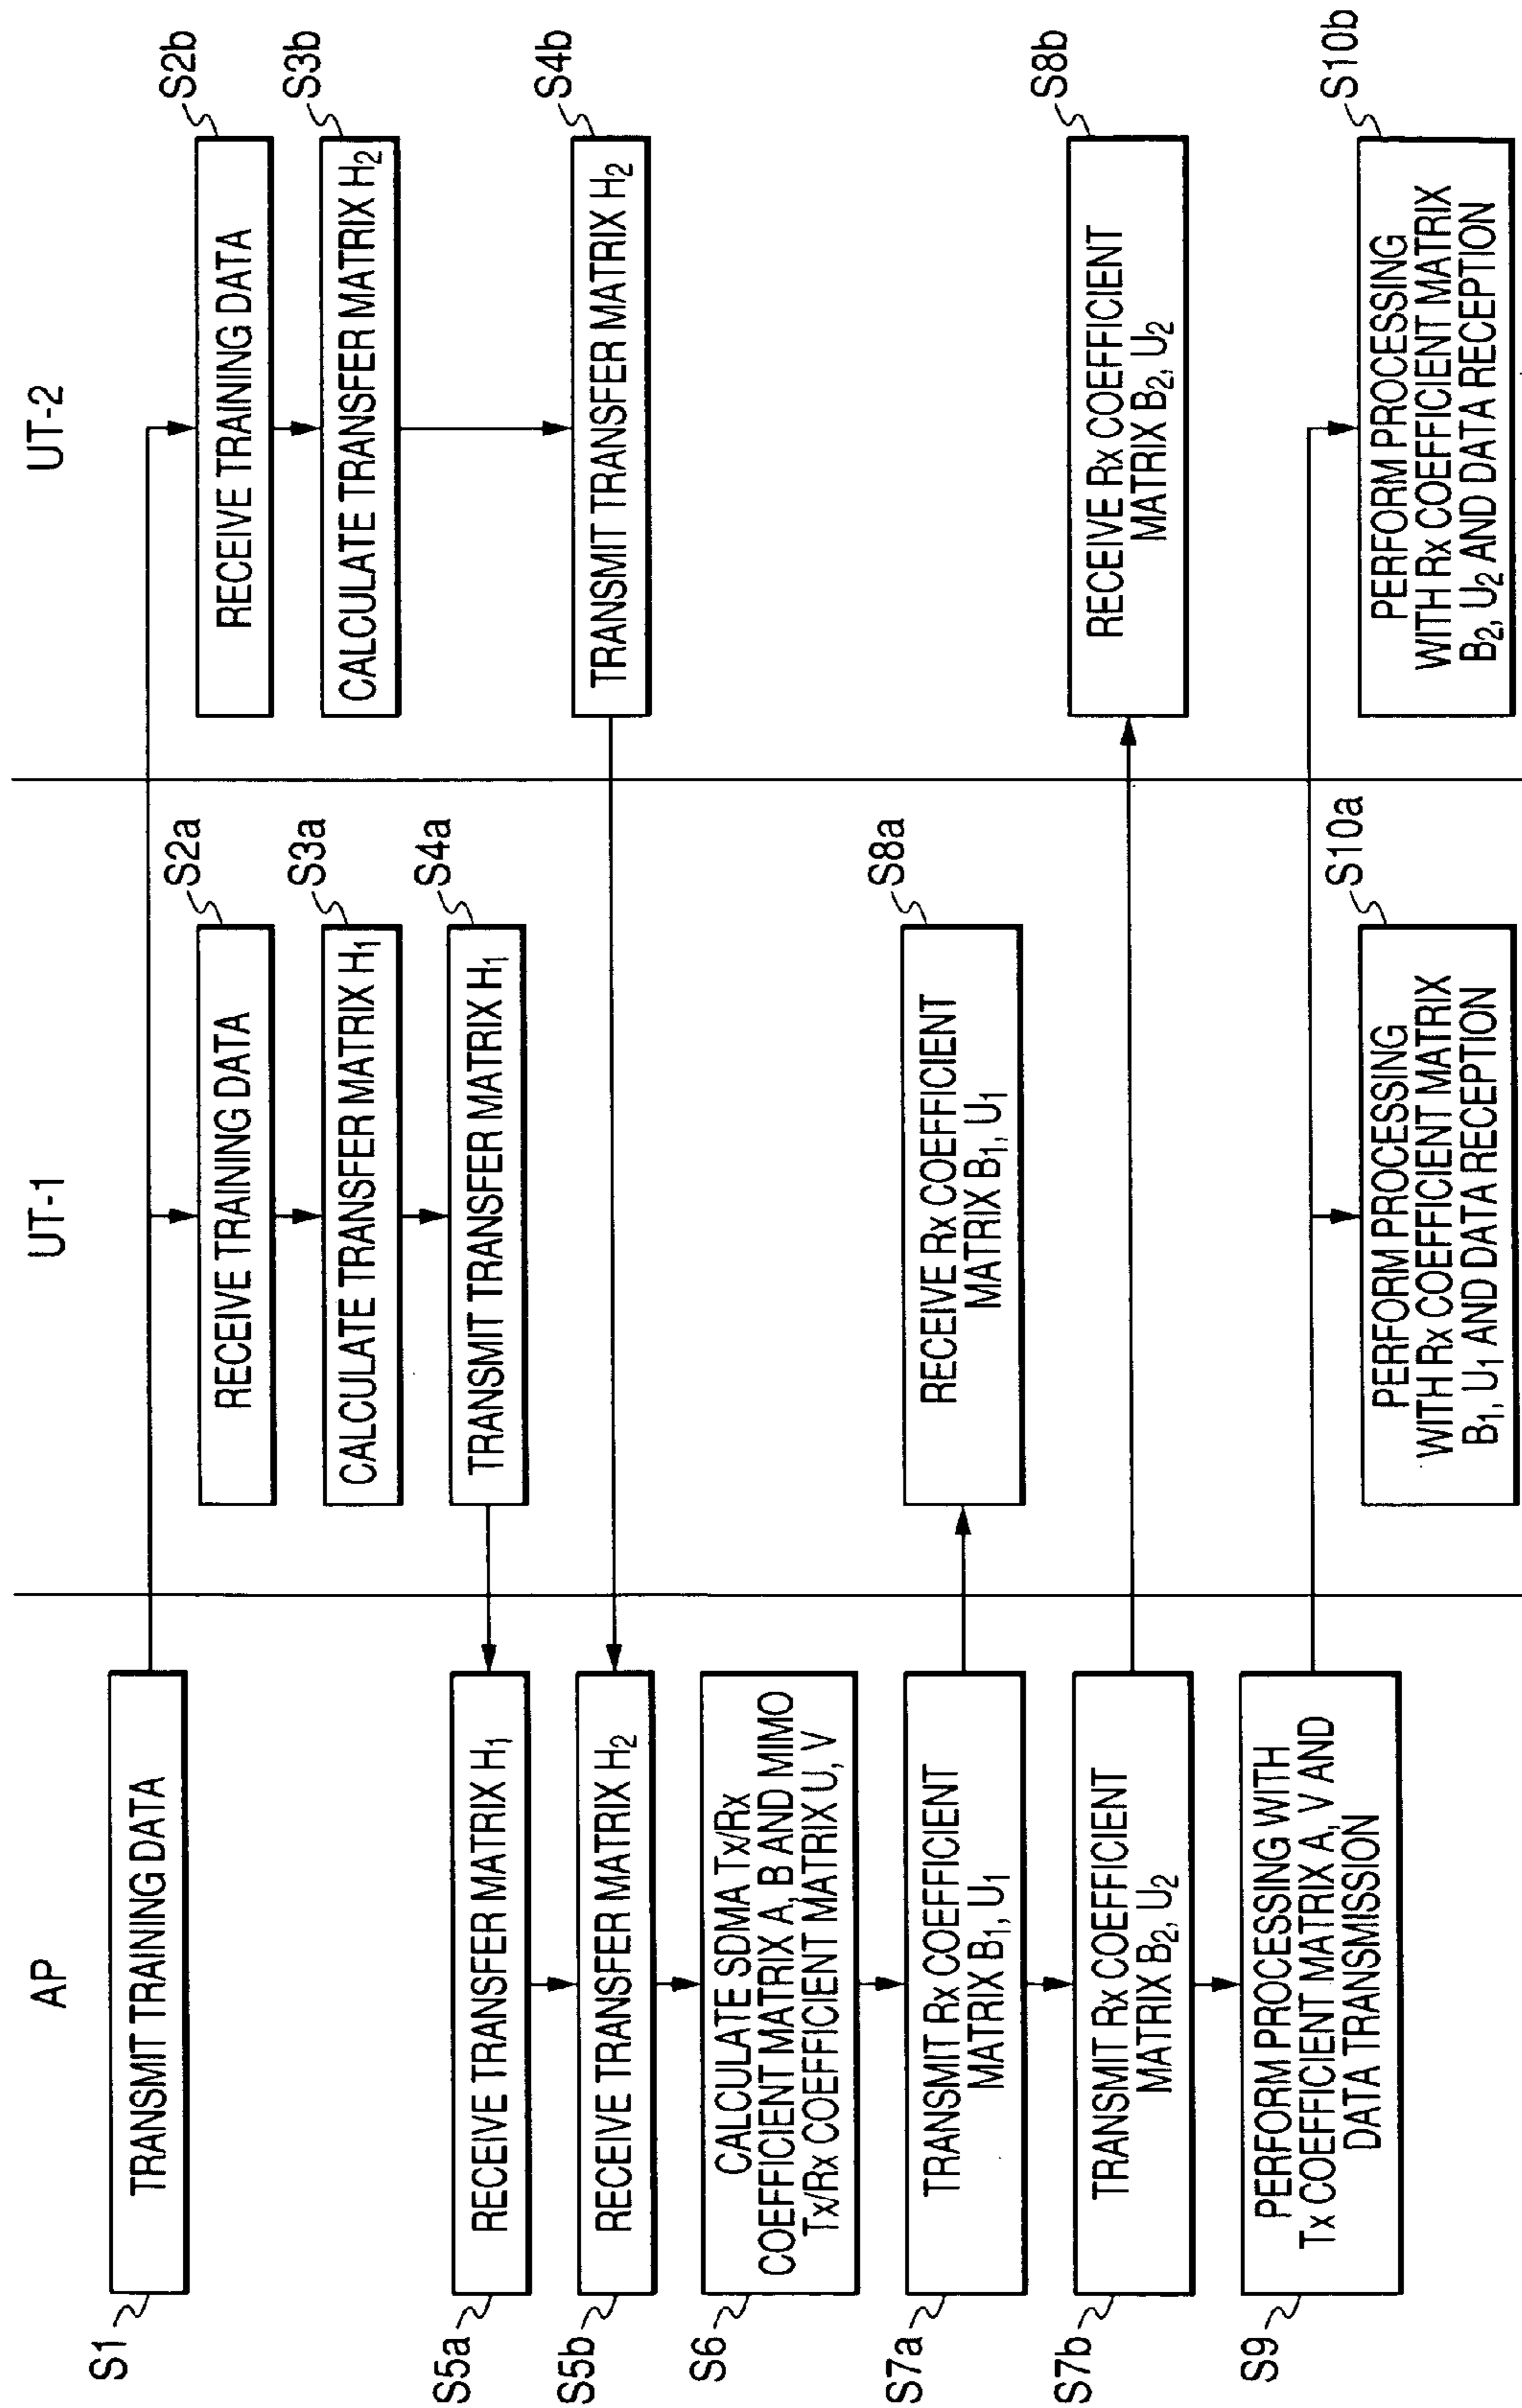 AP
UT-1
UT-2
S1
TRANSMIT TRAINING DATA
S2a
RECEIVE TRAINING DATA
S2b
RECEIVE TRAINING DATA
S3a
CALCULATE TRANSFER MATRIX H1
S3b
CALCULATE TRANSFER MATRIX H2
S4a
TRANSMIT TRANSFER MATRIX H1
S4b
TRANSMIT TRANSFER MATRIX H2
S5a
RECEIVE TRANSFER MATRIX H1
S5b
RECEIVE TRANSFER MATRIX H2
S6
CALCULATE SDMA Tx/Rx
COEFFICIENT MATRIX A, B AND MIMO
Tx/Rx COEFFICIENT MATRIX U, V
S7a
TRANSMIT Rx COEFFICIENT
MATRIX B1, U1
S8a
RECEIVE Rx COEFFICIENT
MATRIX B1, U1
S7b
TRANSMIT Rx COEFFICIENT
MATRIX B2, U2
S8b
RECEIVE Rx COEFFICIENT
MATRIX B2, U2
S9
PERFORM PROCESSING WITH
Tx COEFFICIENT MATRIX A, V AND
DATA TRANSMISSION
S10a
PERFORM PROCESSING
WITH Rx COEFFICIENT MATRIX
B1, U1 AND DATA RECEPTION
S10b
PERFORM PROCESSING
WITH Rx COEFFICIENT MATRIX
B2, U2 AND DATA RECEPTION